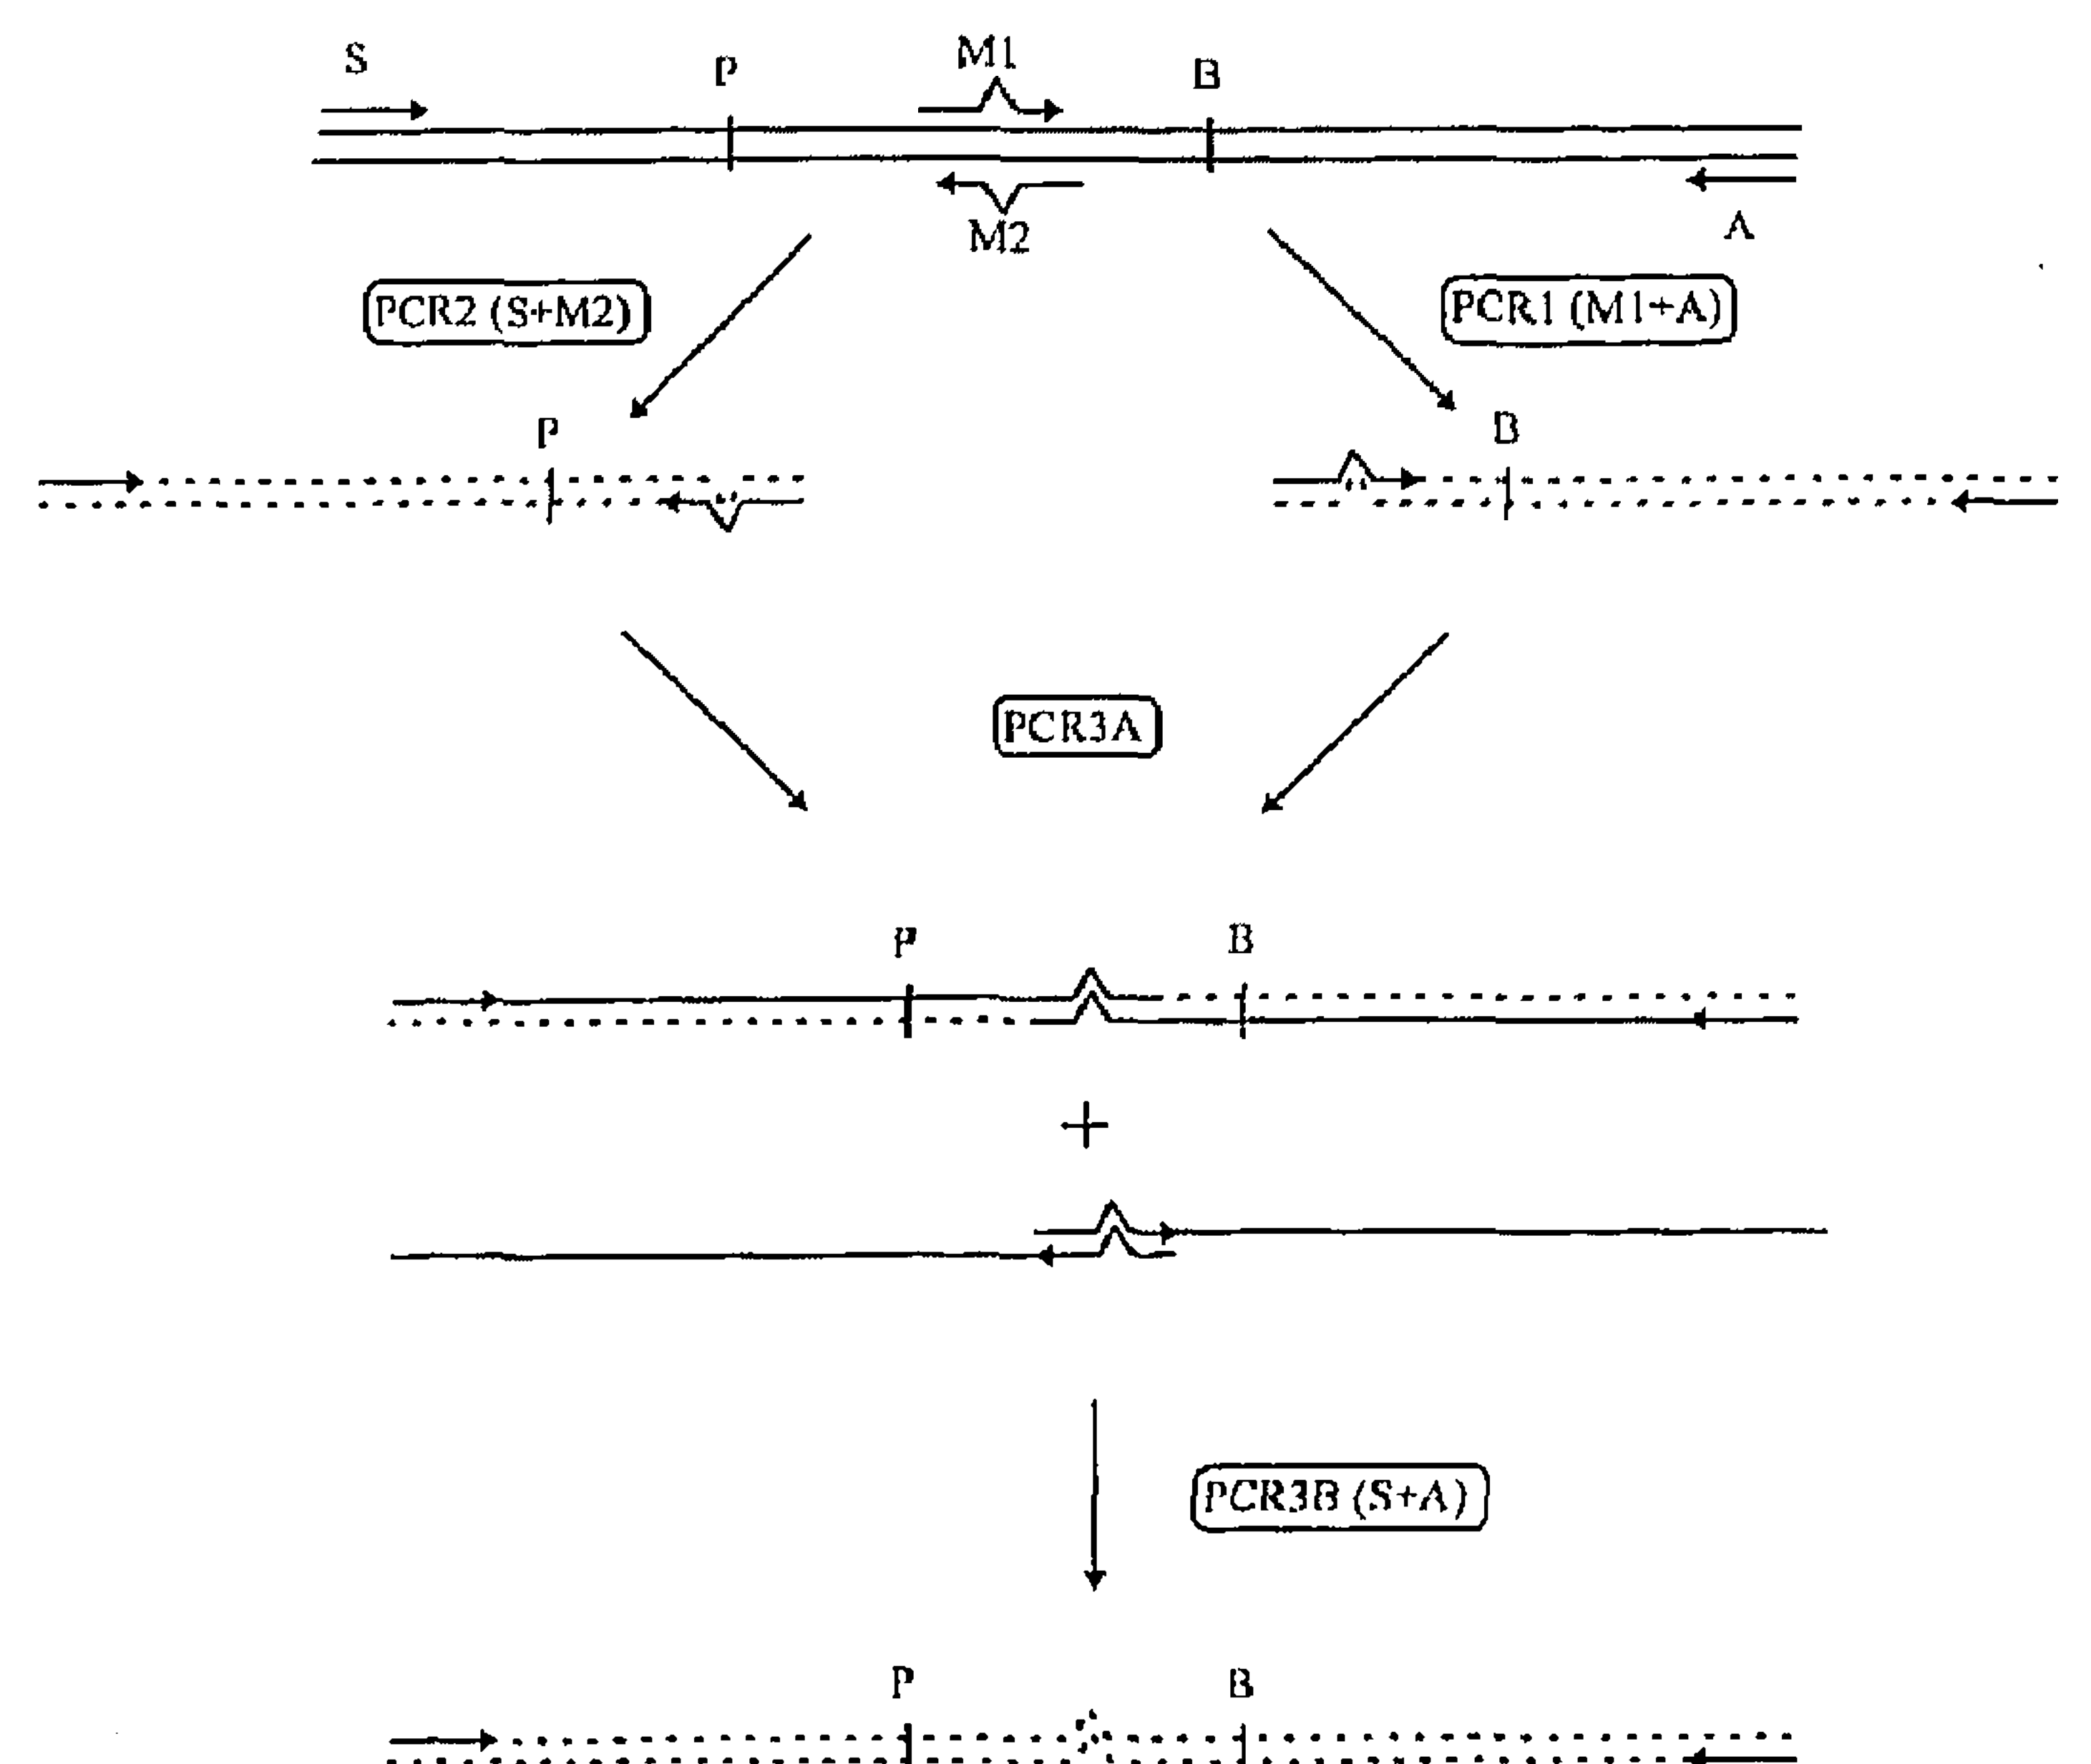 S
P
M1
B
M2
A
PCR2 (S+M2)
PCR1 (M1+A)
P
B
PCR3A
P
B
+
PCR3B (S+A)
P
B